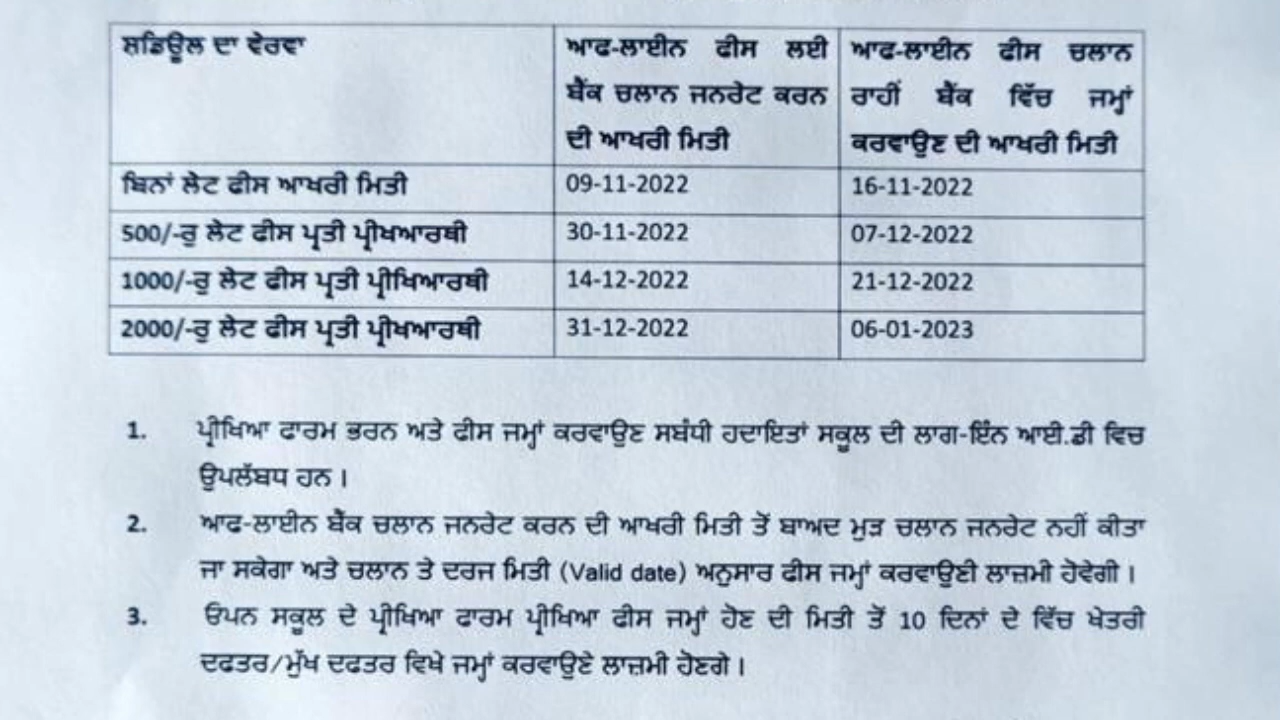 ਸ਼ਡਿਊਲ ਦਾ ਵੇਰਵਾ
ਆਫ-ਲਾਈਨ ਫੀਸ ਲਈ
ਬੈਂਕ ਚਲਾਨ ਜਨਰੇਟ ਕਰਨ
ਦੀ ਆਖਰੀ ਮਿਤੀ
ਆਫ-ਲਾਈਨ ਫੀਸ ਚਲਾਨ
ਰਾਹੀਂ ਬੈਂਕ ਵਿੱਚ ਜਮ੍ਹਾਂ
ਕਰਵਾਉਣ ਦੀ ਆਖਰੀ ਮਿਤੀ
ਬਿਨਾਂ ਲੇਟ ਫੀਸ ਆਖਰੀ ਮਿਤੀ 09-11-2022 16-11-2022
500/-ਰੁ ਲੇਟ ਫੀਸ ਪ੍ਰਤੀ ਪ੍ਰੀਖਆਰਥੀ 30-11-2022 07-12-2022
1000/-ਰੁ ਲੇਟ ਫੀਸ ਪ੍ਰਤੀ ਪ੍ਰੀਖਿਆਰਥੀ 14-12-2022 21-12-2022
2000/-ਰੁ ਲੇਟ ਫੀਸ ਪ੍ਰਤੀ ਪ੍ਰੀਖਆਰਥੀ 31-12-2022 06-01-2023
1. ਪ੍ਰੀਖਿਆ ਫਾਰਮ ਭਰਨ ਅਤੇ ਫੀਸ ਜਮ੍ਹਾਂ ਕਰਵਾਉਣ ਸਬੰਧੀ ਹਦਾਇਤਾਂ ਸਕੂਲ ਦੀ ਲਾਗ-ਇੰਨ ਆਈ.ਡੀ ਵਿਚ
ਉਪਲੱਬਧ ਹਨ ।
2. ਆਫ-ਲਾਈਨ ਬੈਂਕ ਚਲਾਨ ਜਨਰੇਟ ਕਰਨ ਦੀ ਆਖਰੀ ਮਿਤੀ ਤੋਂ ਬਾਅਦ ਮੁੜ ਚਲਾਨ ਜਨਰੇਟ ਨਹੀਂ ਕੀਤਾ
ਜਾ ਸਕੇਗਾ ਅਤੇ ਚਲਾਨ ਤੇ ਦਰਜ ਮਿਤੀ (Valid date) ਅਨੁਸਾਰ ਫੀਸ ਜਮ੍ਹਾਂ ਕਰਵਾਉਣੀ ਲਾਜ਼ਮੀ ਹੋਵੇਗੀ ।
3. ਓਪਨ ਸਕੂਲ ਦੇ ਪ੍ਰੀਖਿਆ ਫਾਰਮ ਪ੍ਰੀਖਿਆ ਫੀਸ ਜਮ੍ਹਾਂ ਹੋਣ ਦੀ ਮਿਤੀ ਤੋਂ 10 ਦਿਨਾਂ ਦੇ ਵਿੱਚ ਖੇਤਰੀ
ਦਫਤਰ/ਮੁੱਖ ਦਫਤਰ ਵਿਖੇ ਜਮ੍ਹਾਂ ਕਰਵਾਉਣੇ ਲਾਜ਼ਮੀ ਹੋਣਗੇ ।